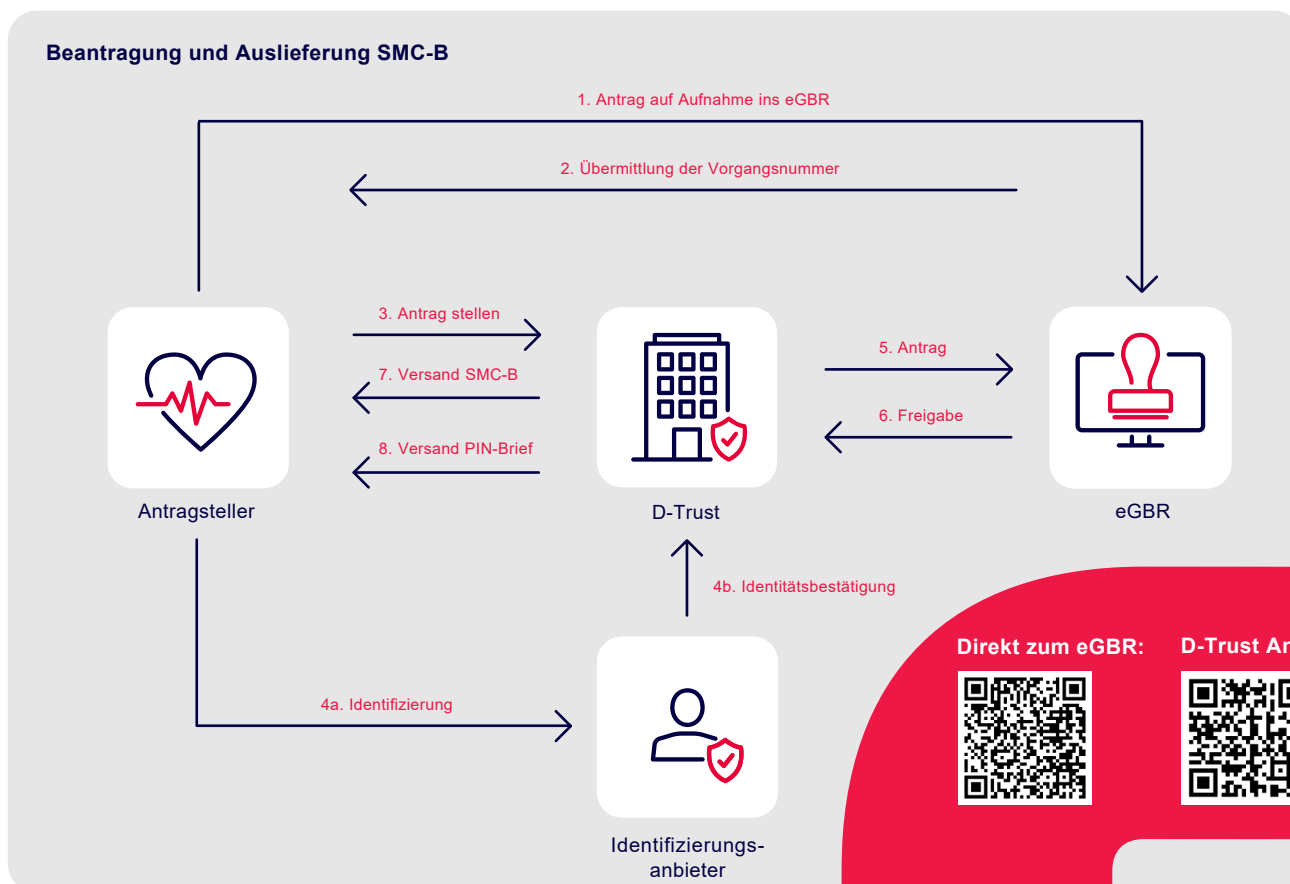 Beantragung und Auslieferung SMC-B
1. Antrag auf Aufnahme ins eGBR
2. Übermittlung der Vorgangsnummer
3. Antrag stellen
7. Versand SMC-B
8. Versand PIN-Brief
5. Antrag
6. Freigabe
Antragsteller
D-Trust
eGBR
4b. Identitätsbestätigung
4a. Identifizierung
Identifizierungs-
anbieter
Direkt zum eGBR:
D-Trust